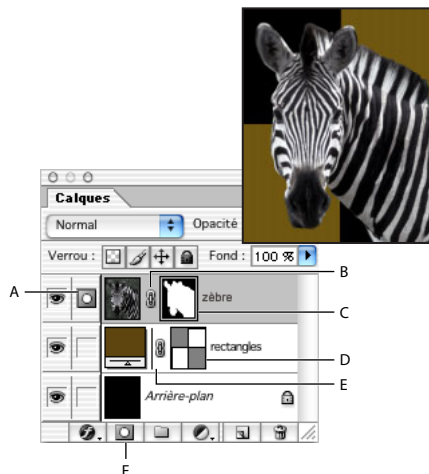 Calques
Normal
Opacité
Verrou :
Fond : 100 %
A
B
zèbre
C
rectangles
D
E
Arrière-plan
F